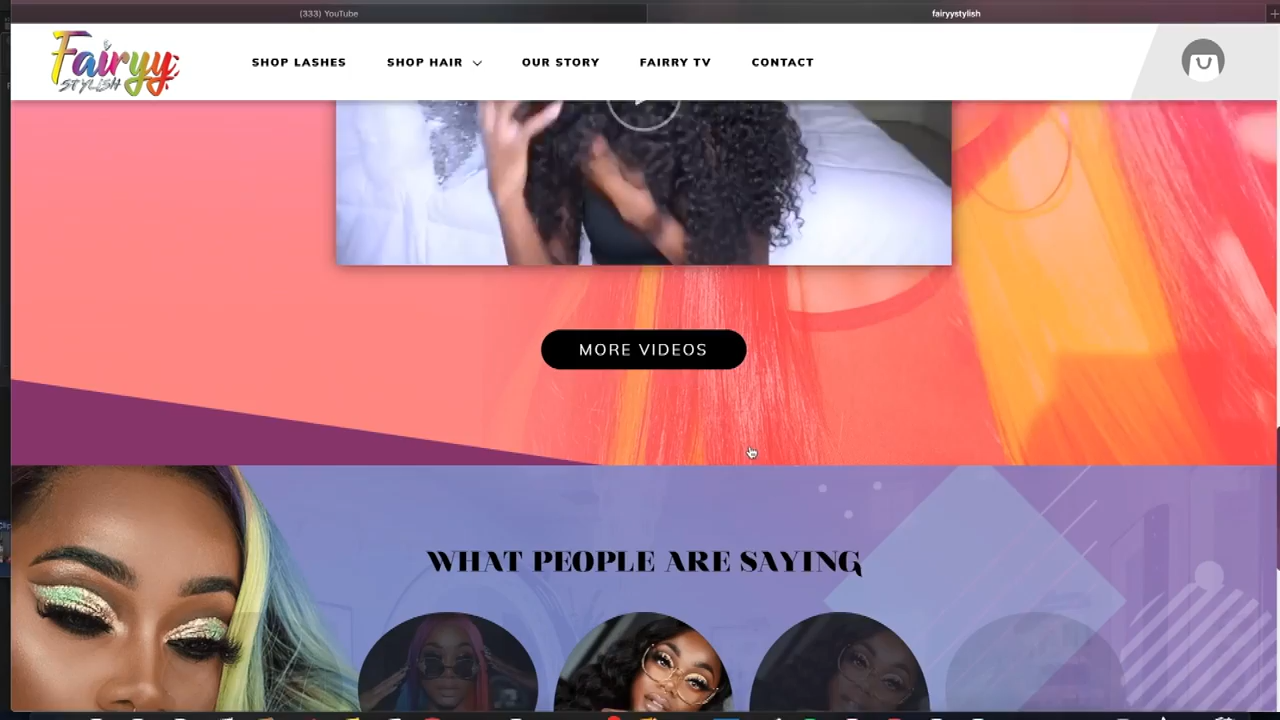 (333) YouTube
fairyystylish
Fairyy
STYLISH
SHOP LASHES
SHOP HAIR
OUR STORY
FAIRRY TV
CONTACT
MORE VIDEOS
WHAT PEOPLE ARE SAYING